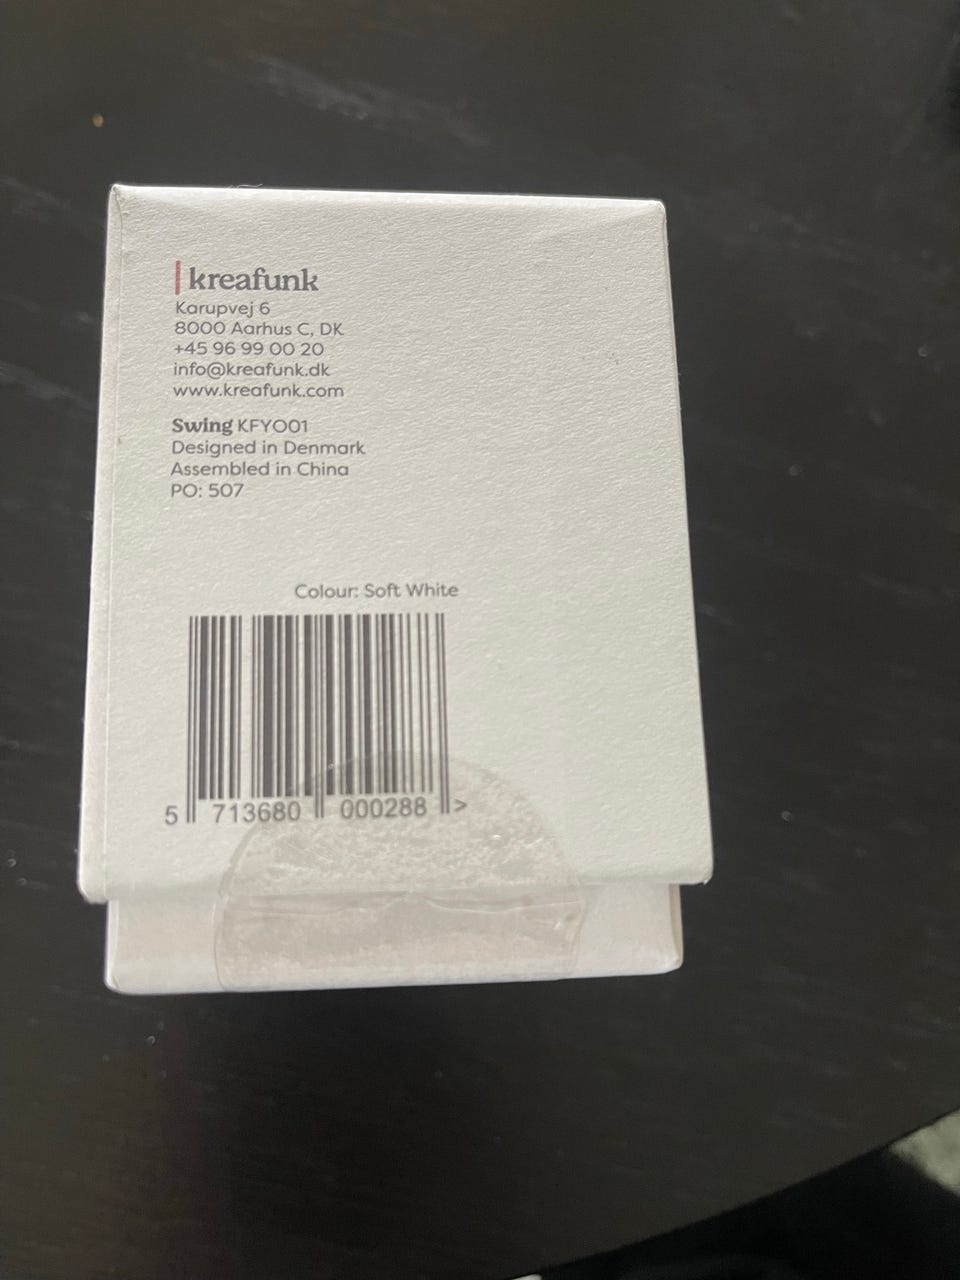 kreafunk
Karupvej 6
8000 Aarhus C, DK
+45 96 99 00 20
info@kreafunk.dk
www.kreafunk.com
Swing KFYO01
Designed in Denmark
Assembled in China
PO: 507
Colour: Soft White
5 713680 000288 >